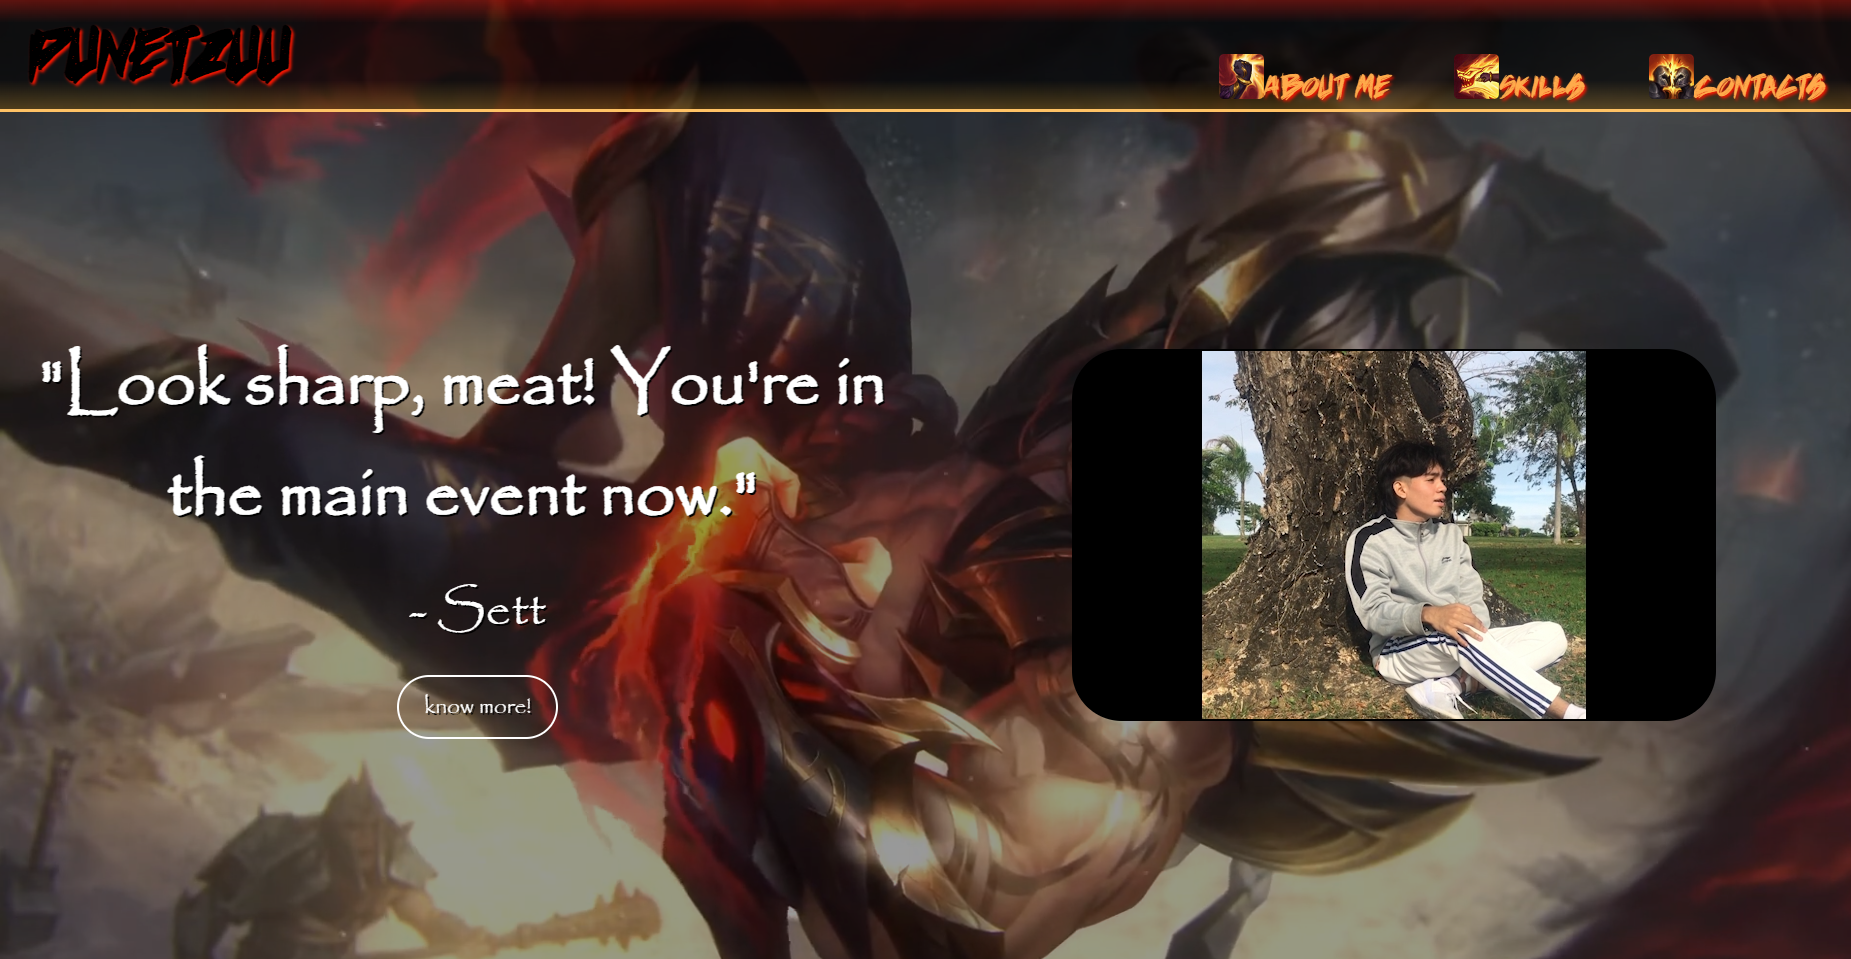 PUNETZUU
ABOUT ME
SKILLS
CONTACTS
"Look sharp, meat! You're in
the main event now."
- Sett
know more!